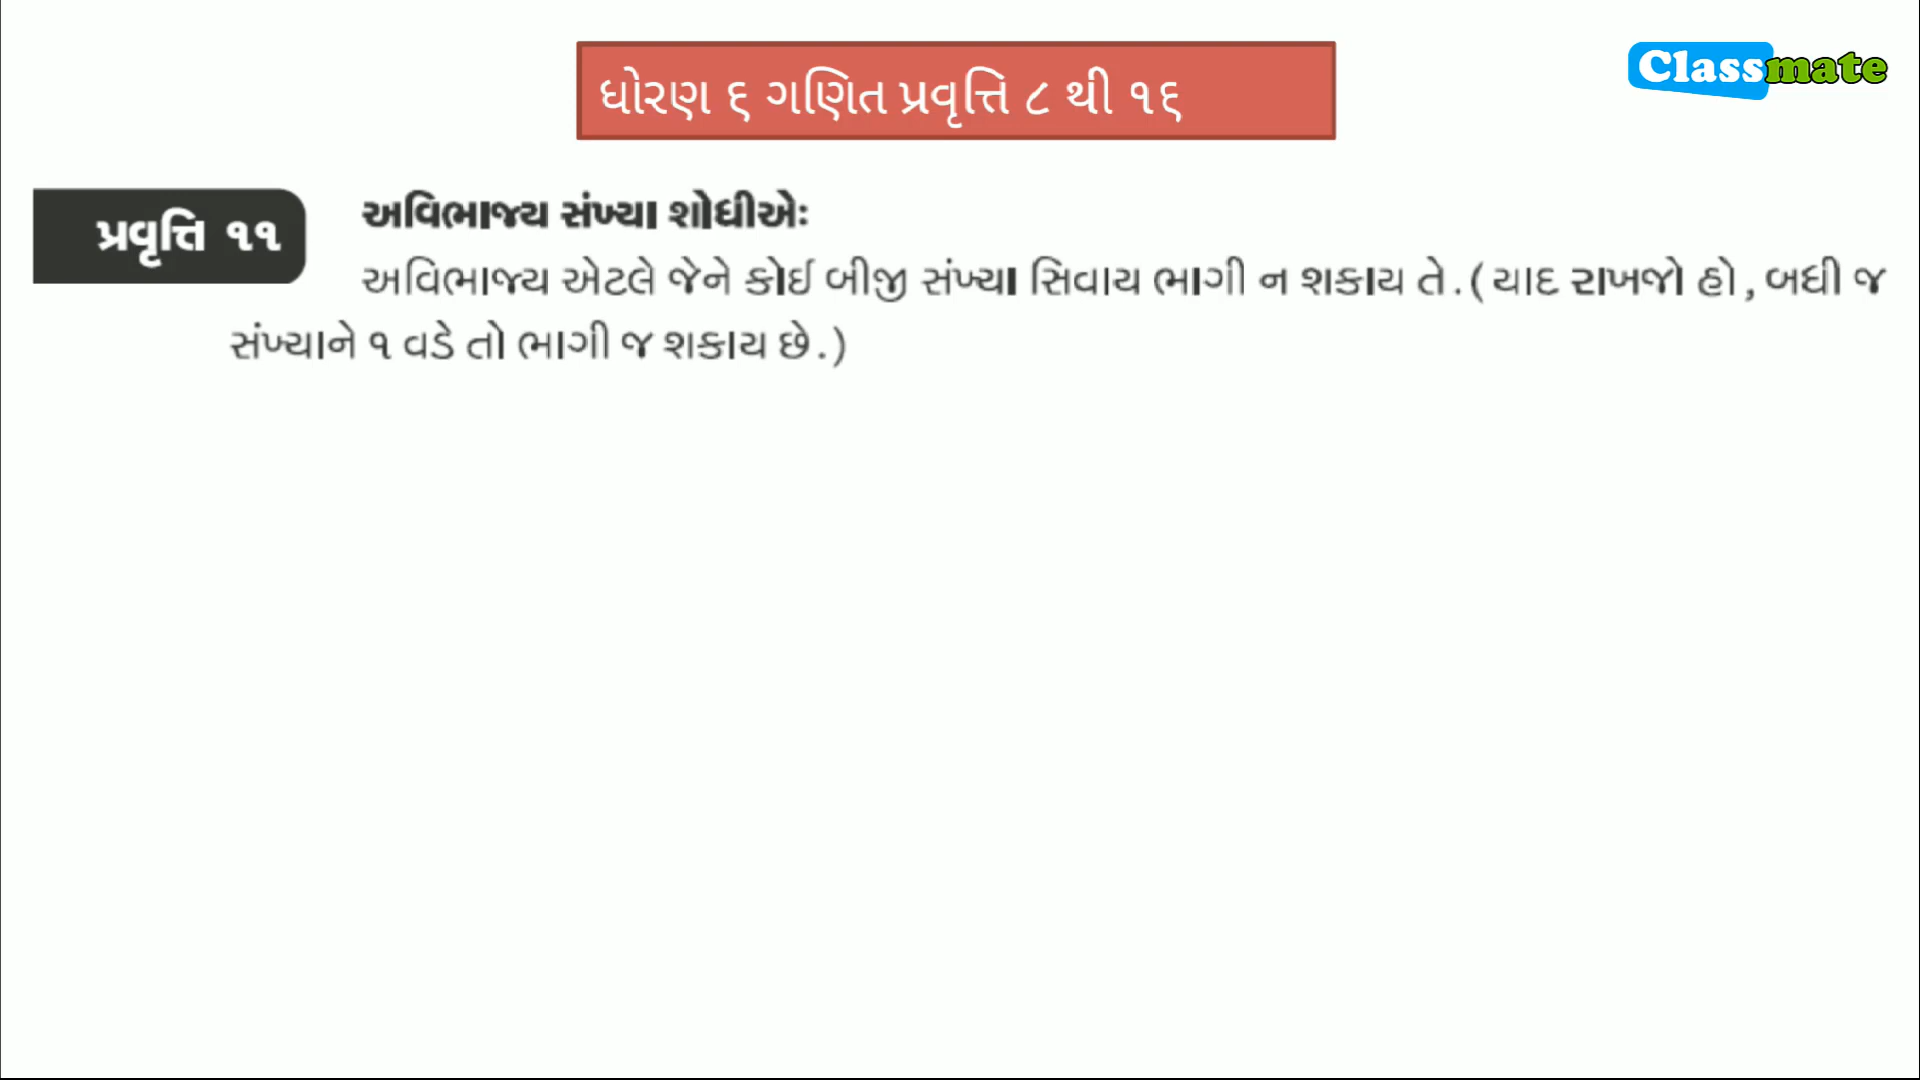 ધોરણ ૬ ગણિત પ્રવૃત્તિ ૮ થી ૧૬
Classmate
પ્રવૃત્તિ ૧૧
અવિભાજ્ય સંખ્યા શોધીએઃ
અવિભાજ્ય એટલે જેને કોઈ બીજી સંખ્યા સિવાય ભાગી ન શકાય તે.(યાદ રાખજો હો,બધી જ
સંખ્યાને ૧ વડે તો ભાગી જ શકાય છે.)